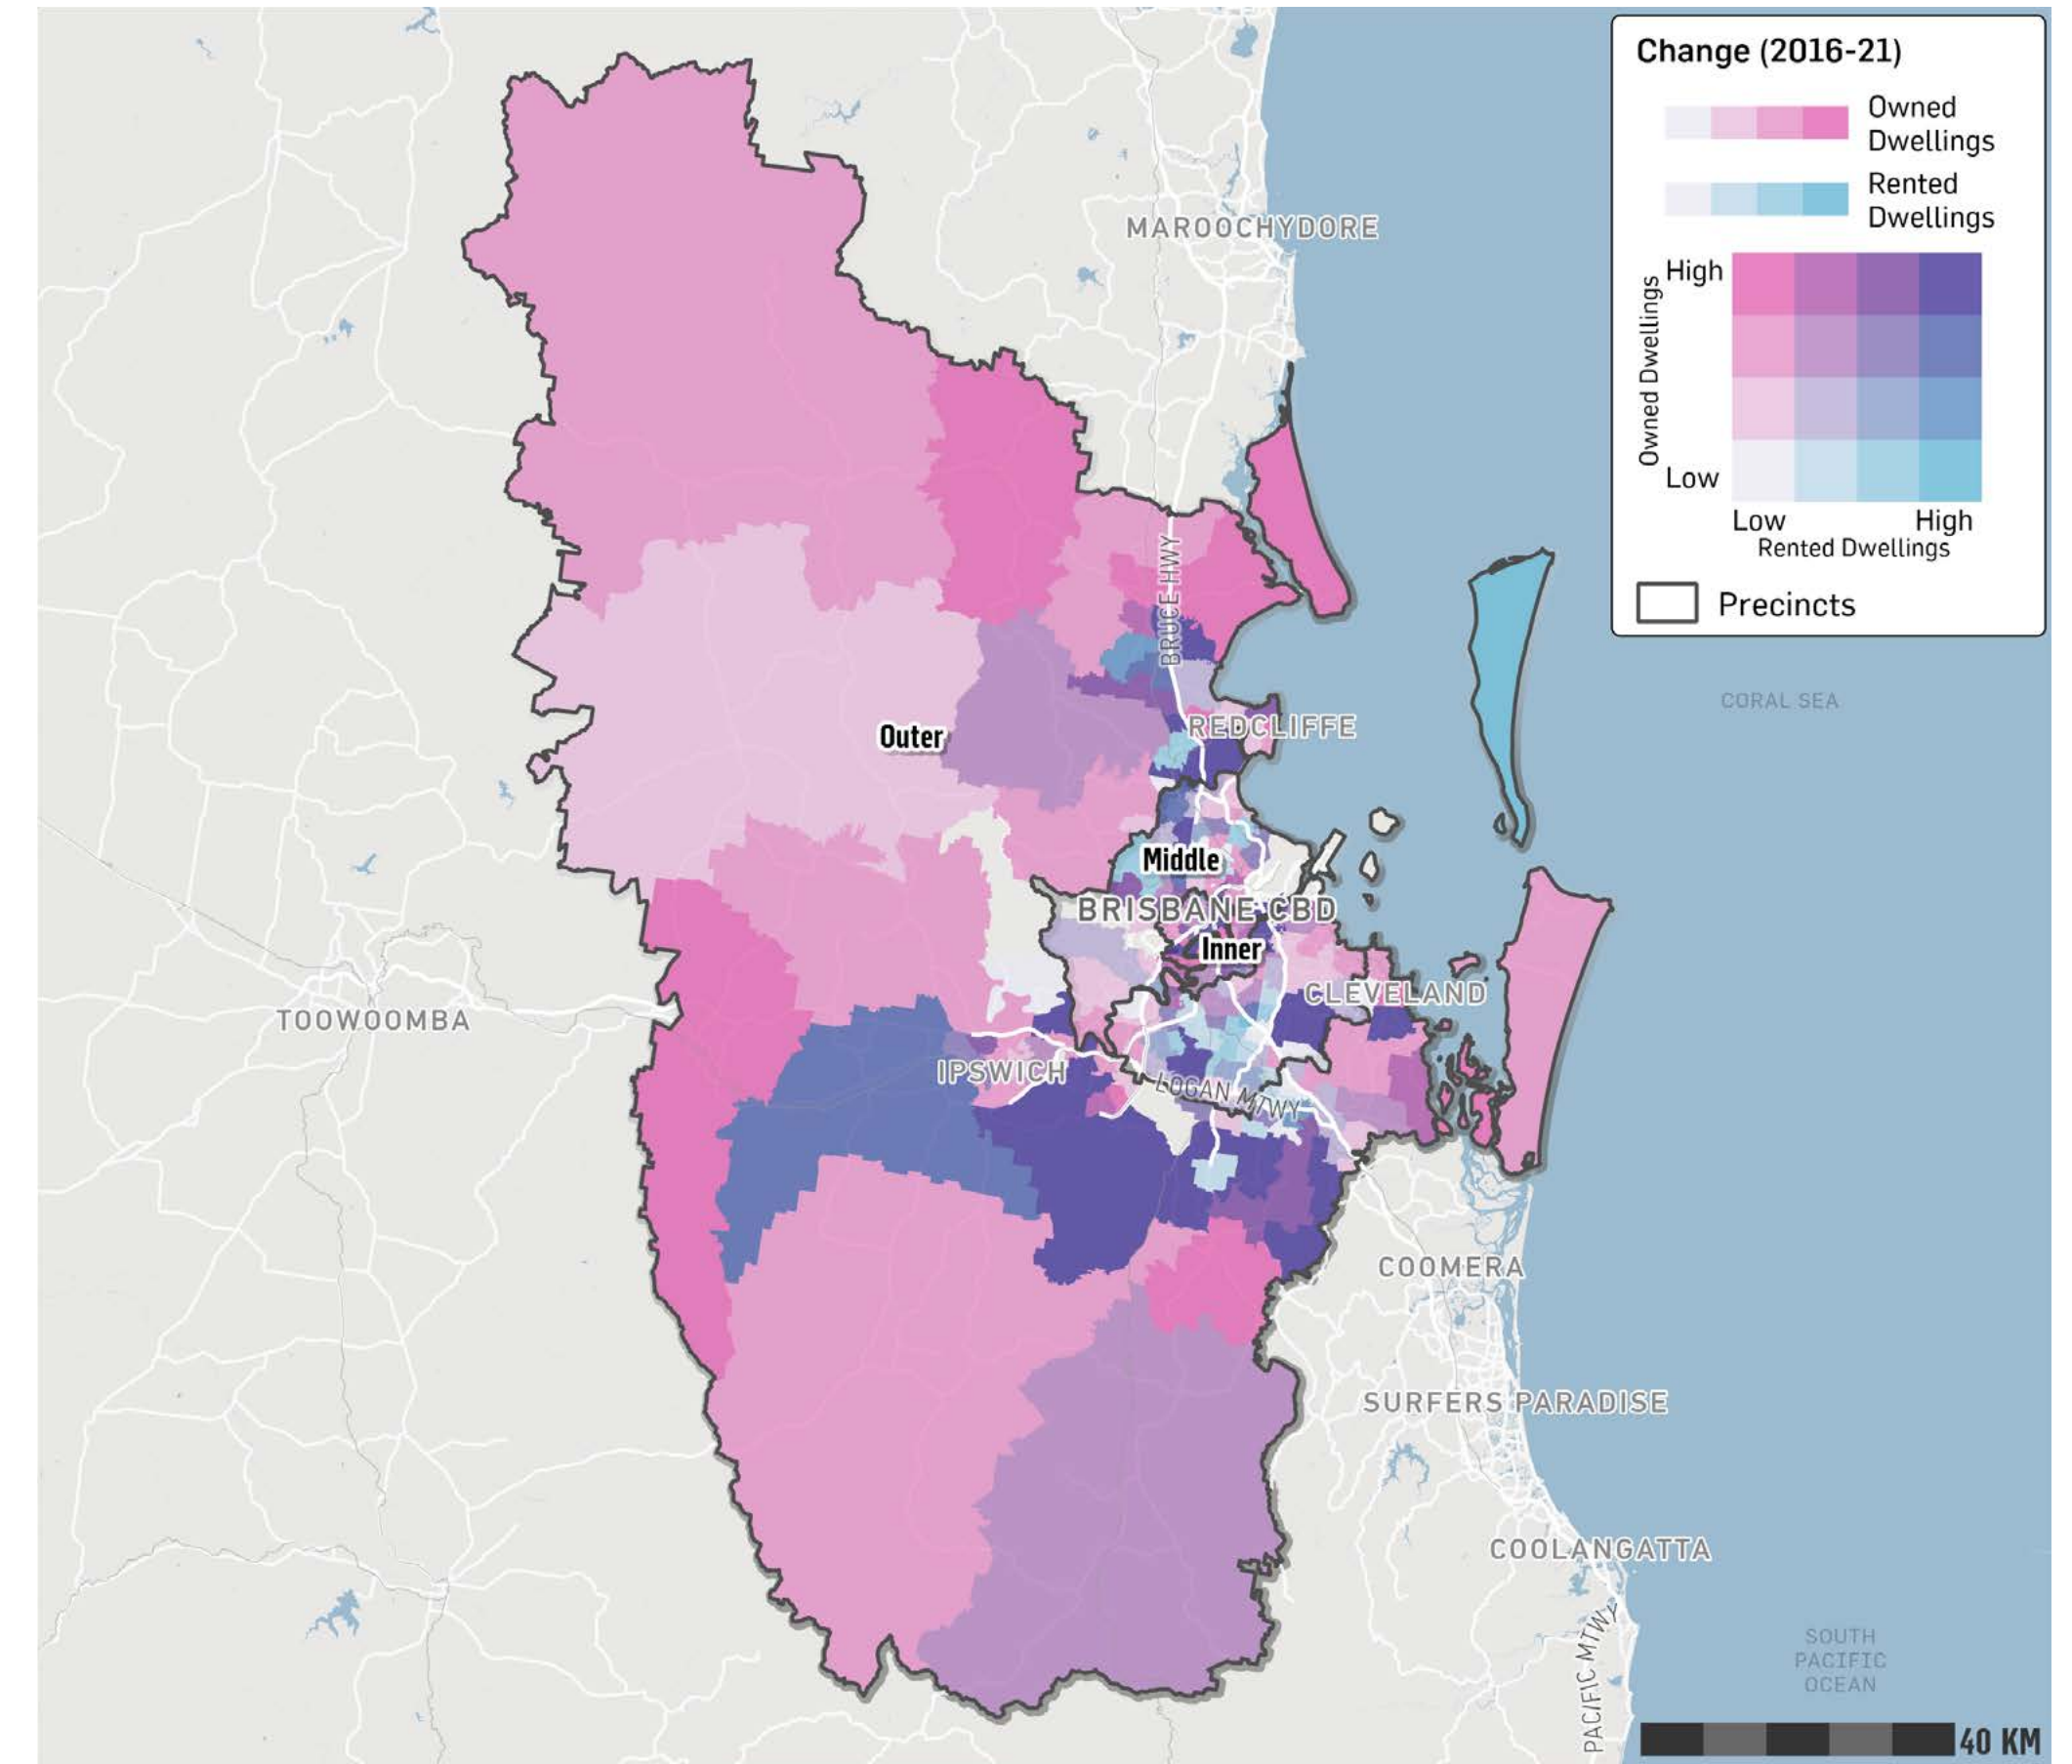 Change (2016-21)
Owned
Dwellings
Rented
Dwellings
High
Owned Dwellings
Low
Low
High
Rented Dwellings
Precincts
MAROOCHYDORE
BRUCE HWY
CORAL SEA
REDCLIFFE
Outer
Middle
BRISBANE CBD
Inner
CLEVELAND
TOOWOOMBA
IPSWICH
LOGAN MTWY
COOMERA
SURFERS PARADISE
COOLANGATTA
PACIFIC MTWY
SOUTH
PACIFIC
OCEAN
40 KM